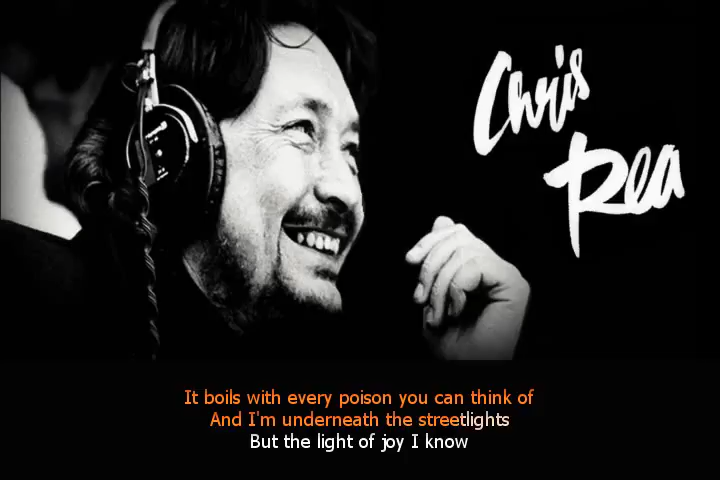 Chris
Rea
It boils with every poison you can think of
And I'm underneath the streetlights
But the light of joy I know